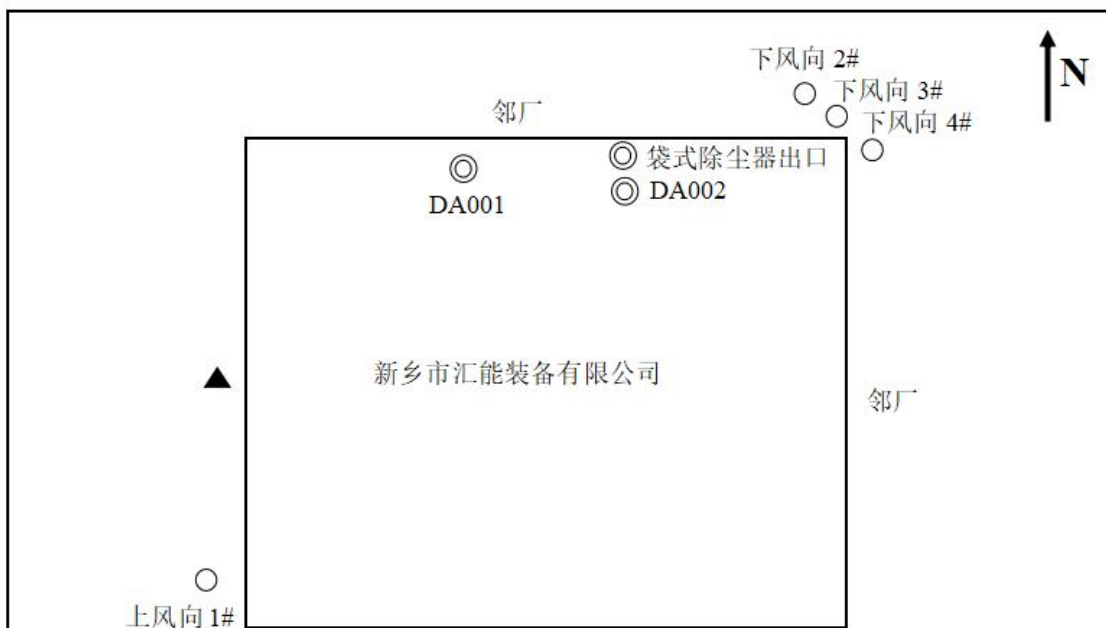 下风向 2#
N
下风向 3#
邻厂
下风向 4#
袋式除尘器出口
DA001
DA002
新乡市汇能装备有限公司
邻厂
上风向 1#